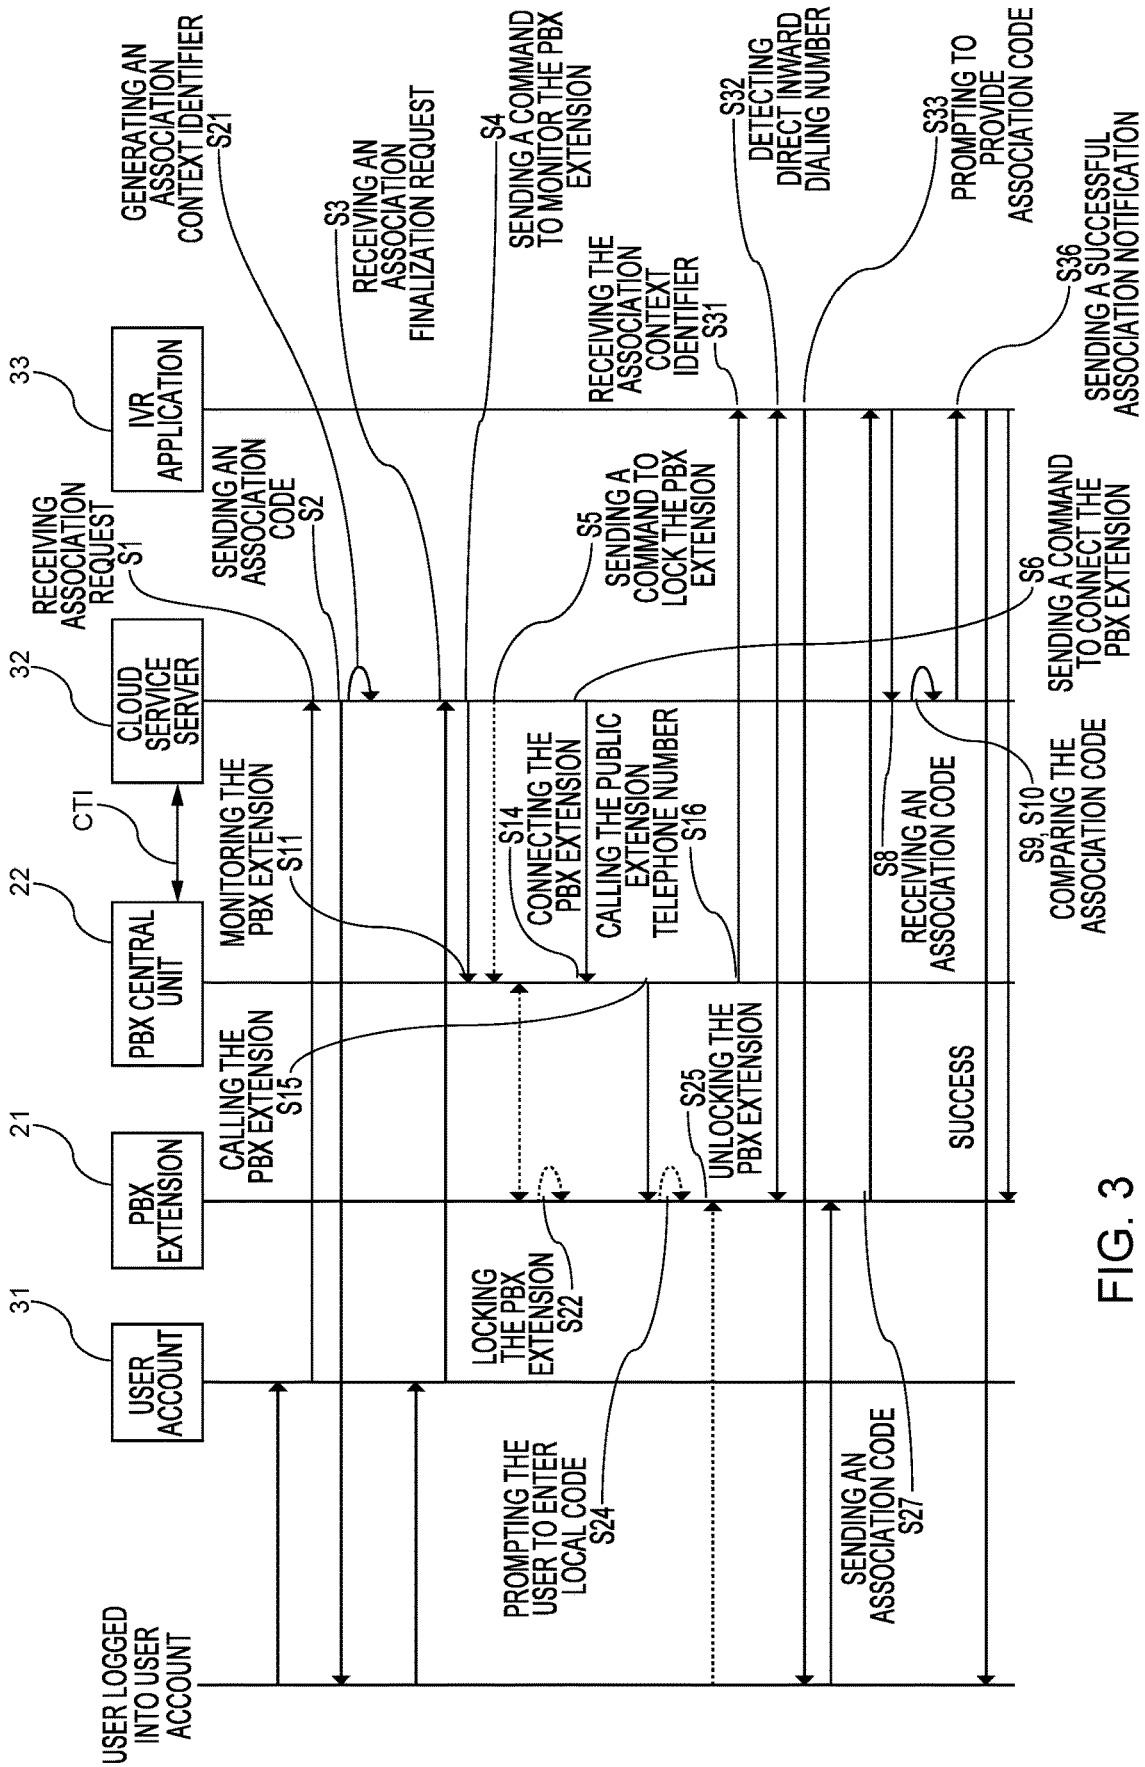 USER LOGGED
INTO USER
ACCOUNT
31
USER
ACCOUNT
21
PBX
EXTENSION
22
PBX CENTRAL
UNIT
CTI
32
CLOUD
SERVICE
SERVER
33
IVR
APPLICATION
RECEIVING
ASSOCIATION
REQUEST
S1
SENDING AN
ASSOCIATION
CODE
S2
GENERATING AN
ASSOCIATION
CONTEXT IDENTIFIER
S21
S3
RECEIVING AN
ASSOCIATION
FINALIZATION REQUEST
S4
SENDING A COMMAND
TO MONITOR THE PBX
EXTENSION
MONITORING THE
PBX EXTENSION
S11
CALLING THE
PBX EXTENSION
S15
S5
SENDING A
COMMAND TO
LOCK THE PBX
EXTENSION
LOCKING
THE PBX
EXTENSION
S22
S14
CONNECTING THE
PBX EXTENSION
S6
SENDING A COMMAND
TO CONNECT THE
PBX EXTENSION
CALLING THE PUBLIC
EXTENSION
TELEPHONE NUMBER
S16
PROMPTING THE
USER TO ENTER
LOCAL CODE
S24
S25
UNLOCKING THE
PBX EXTENSION
RECEIVING THE
ASSOCIATION
CONTEXT
IDENTIFIER
S31
S32
DETECTING
DIRECT INWARD
DIALING NUMBER
S33
PROMPTING TO
PROVIDE
ASSOCIATION CODE
SENDING AN
ASSOCIATION CODE
S27
S8
RECEIVING AN
ASSOCIATION CODE
S9, S10
COMPARING THE
ASSOCIATION CODE
S36
SENDING A SUCCESSFUL
ASSOCIATION NOTIFICATION
SUCCESS
FIG. 3